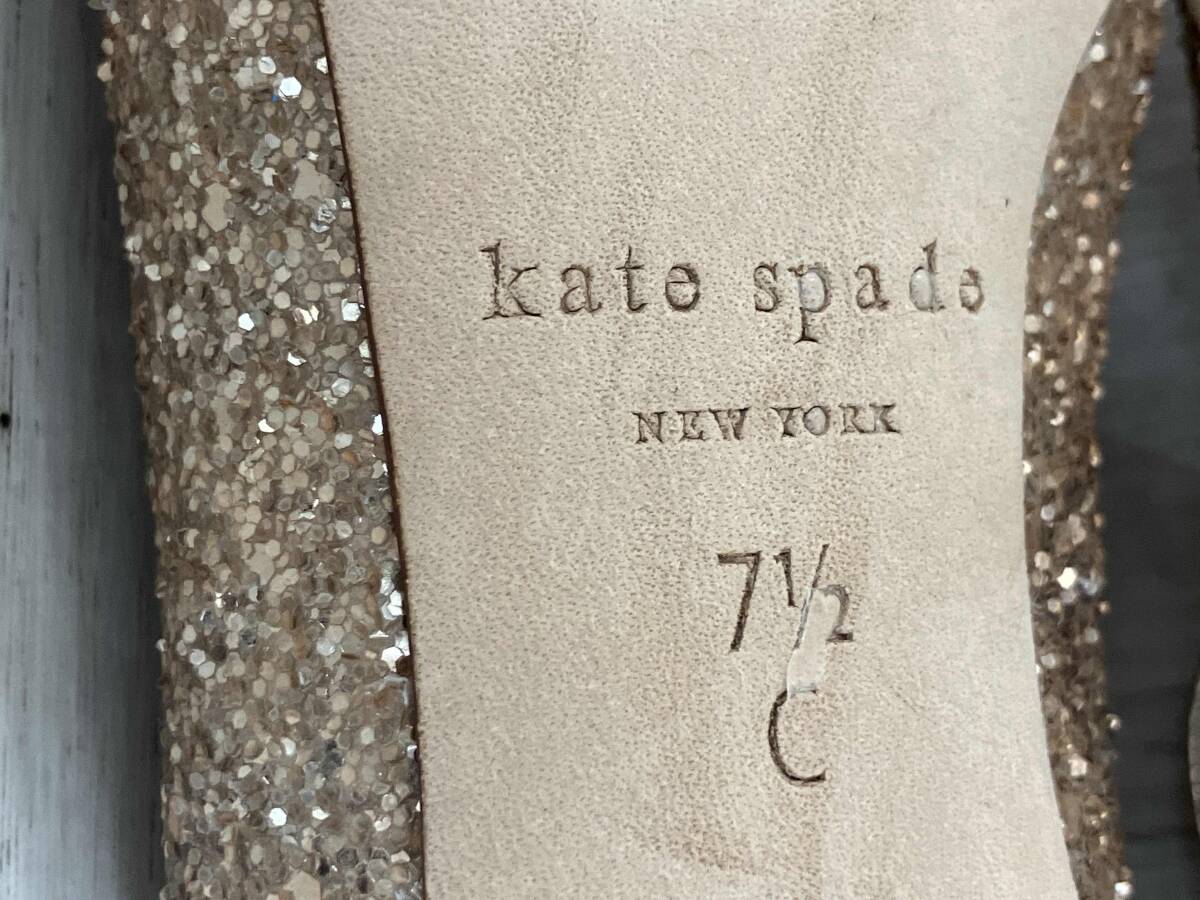 kate spade
NEW YORK
7½
C